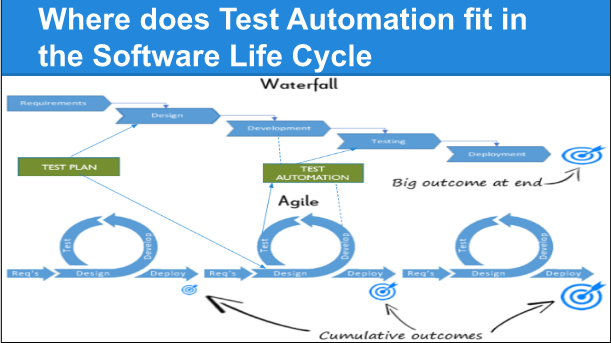 Where does Test Automation fit in
the Software Life Cycle
Waterfall
Requirements
Design
Development
Testing
Deployment
TEST PLAN
TEST
AUTOMATION
Big outcome at end
Agile
Test
Develop
Req's
Design
Deploy
Test
Develop
Req's
Design
Deploy
Test
Develop
Req's
Design
Deploy
Cumulative outcomes